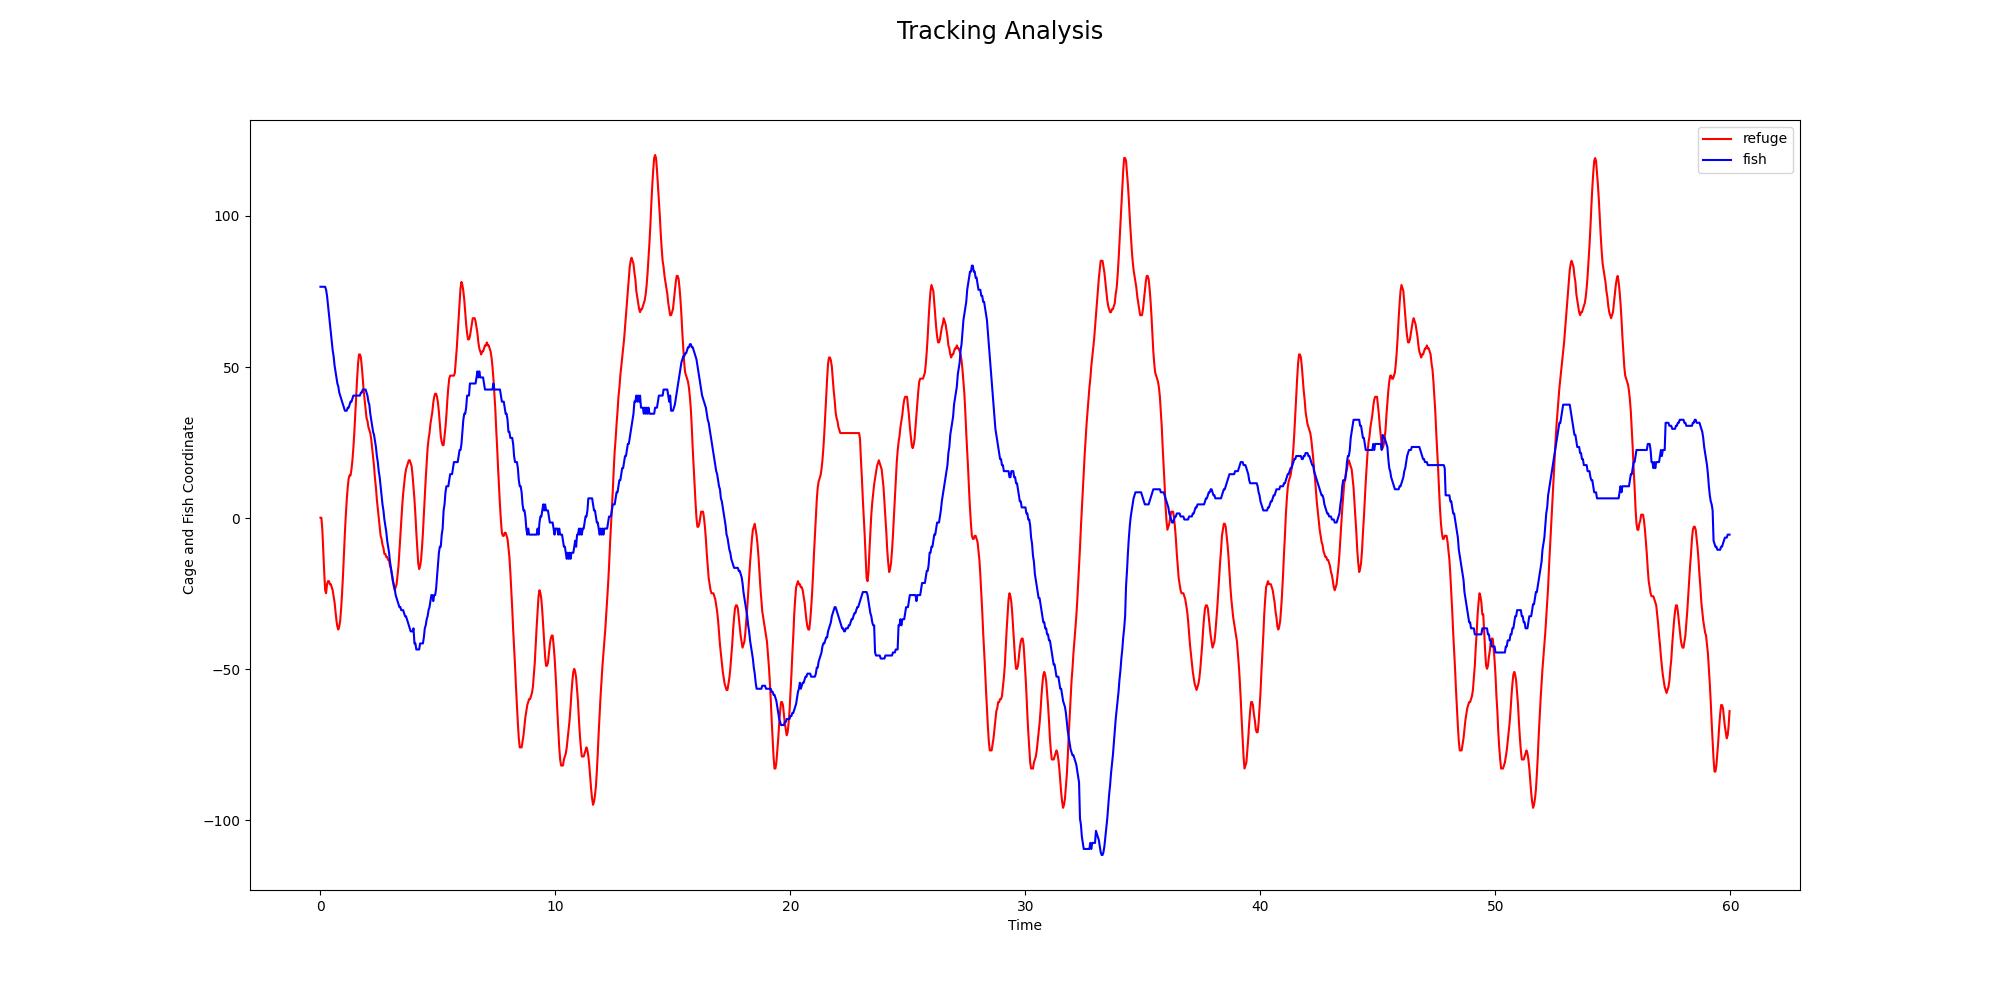 Tracking Analysis
refuge
fish
Cage and Fish Coordinate
100
50
0
−50
−100
0 10 20 30 40 50 60
Time